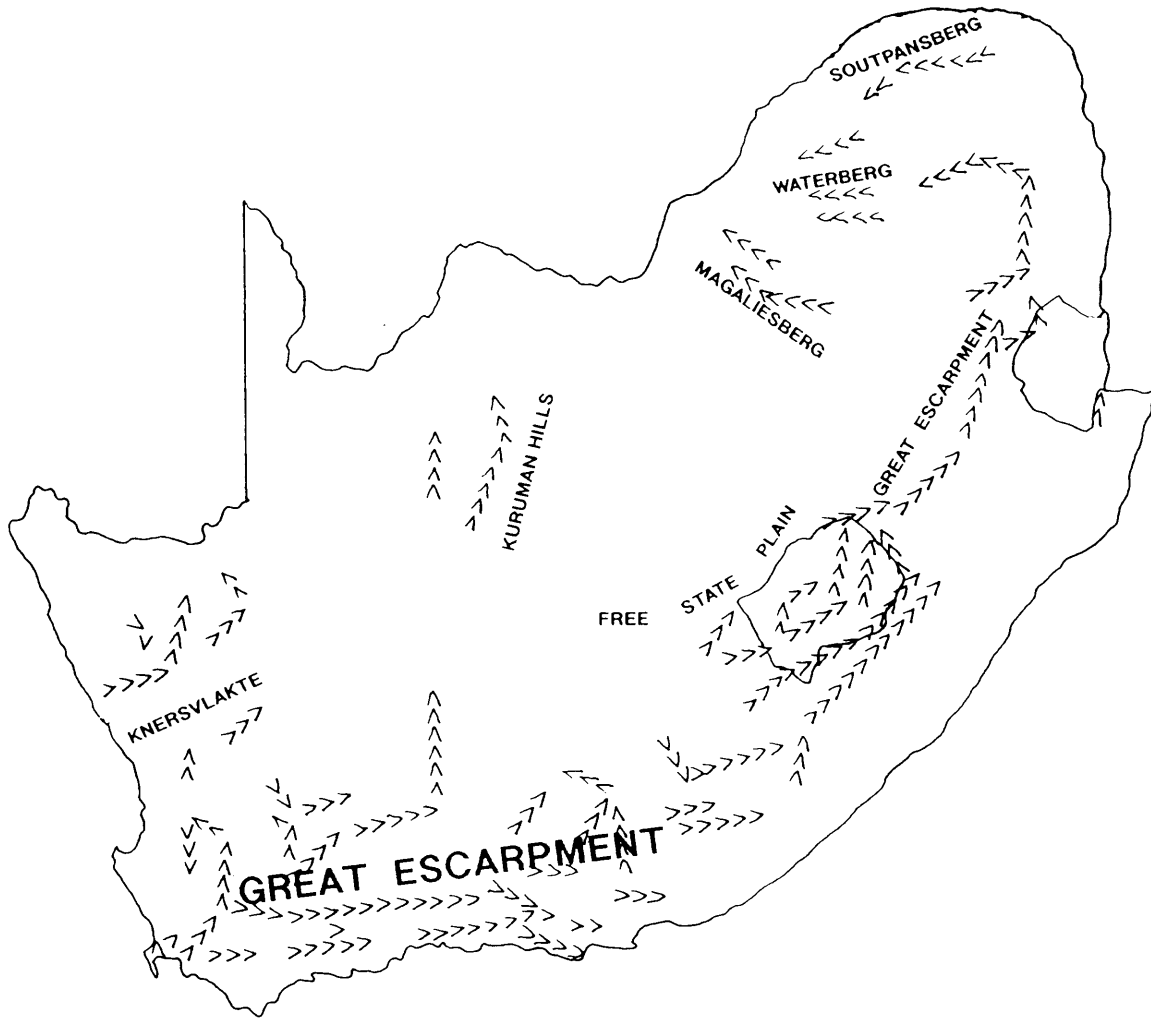 SOUTPANSBERG
WATERBERG
MAGALIESBERG
GREAT ESCARPMENT
KURUMAN HILLS
FREE STATE PLAIN
KNERSVLAKTE
GREAT ESCARPMENT